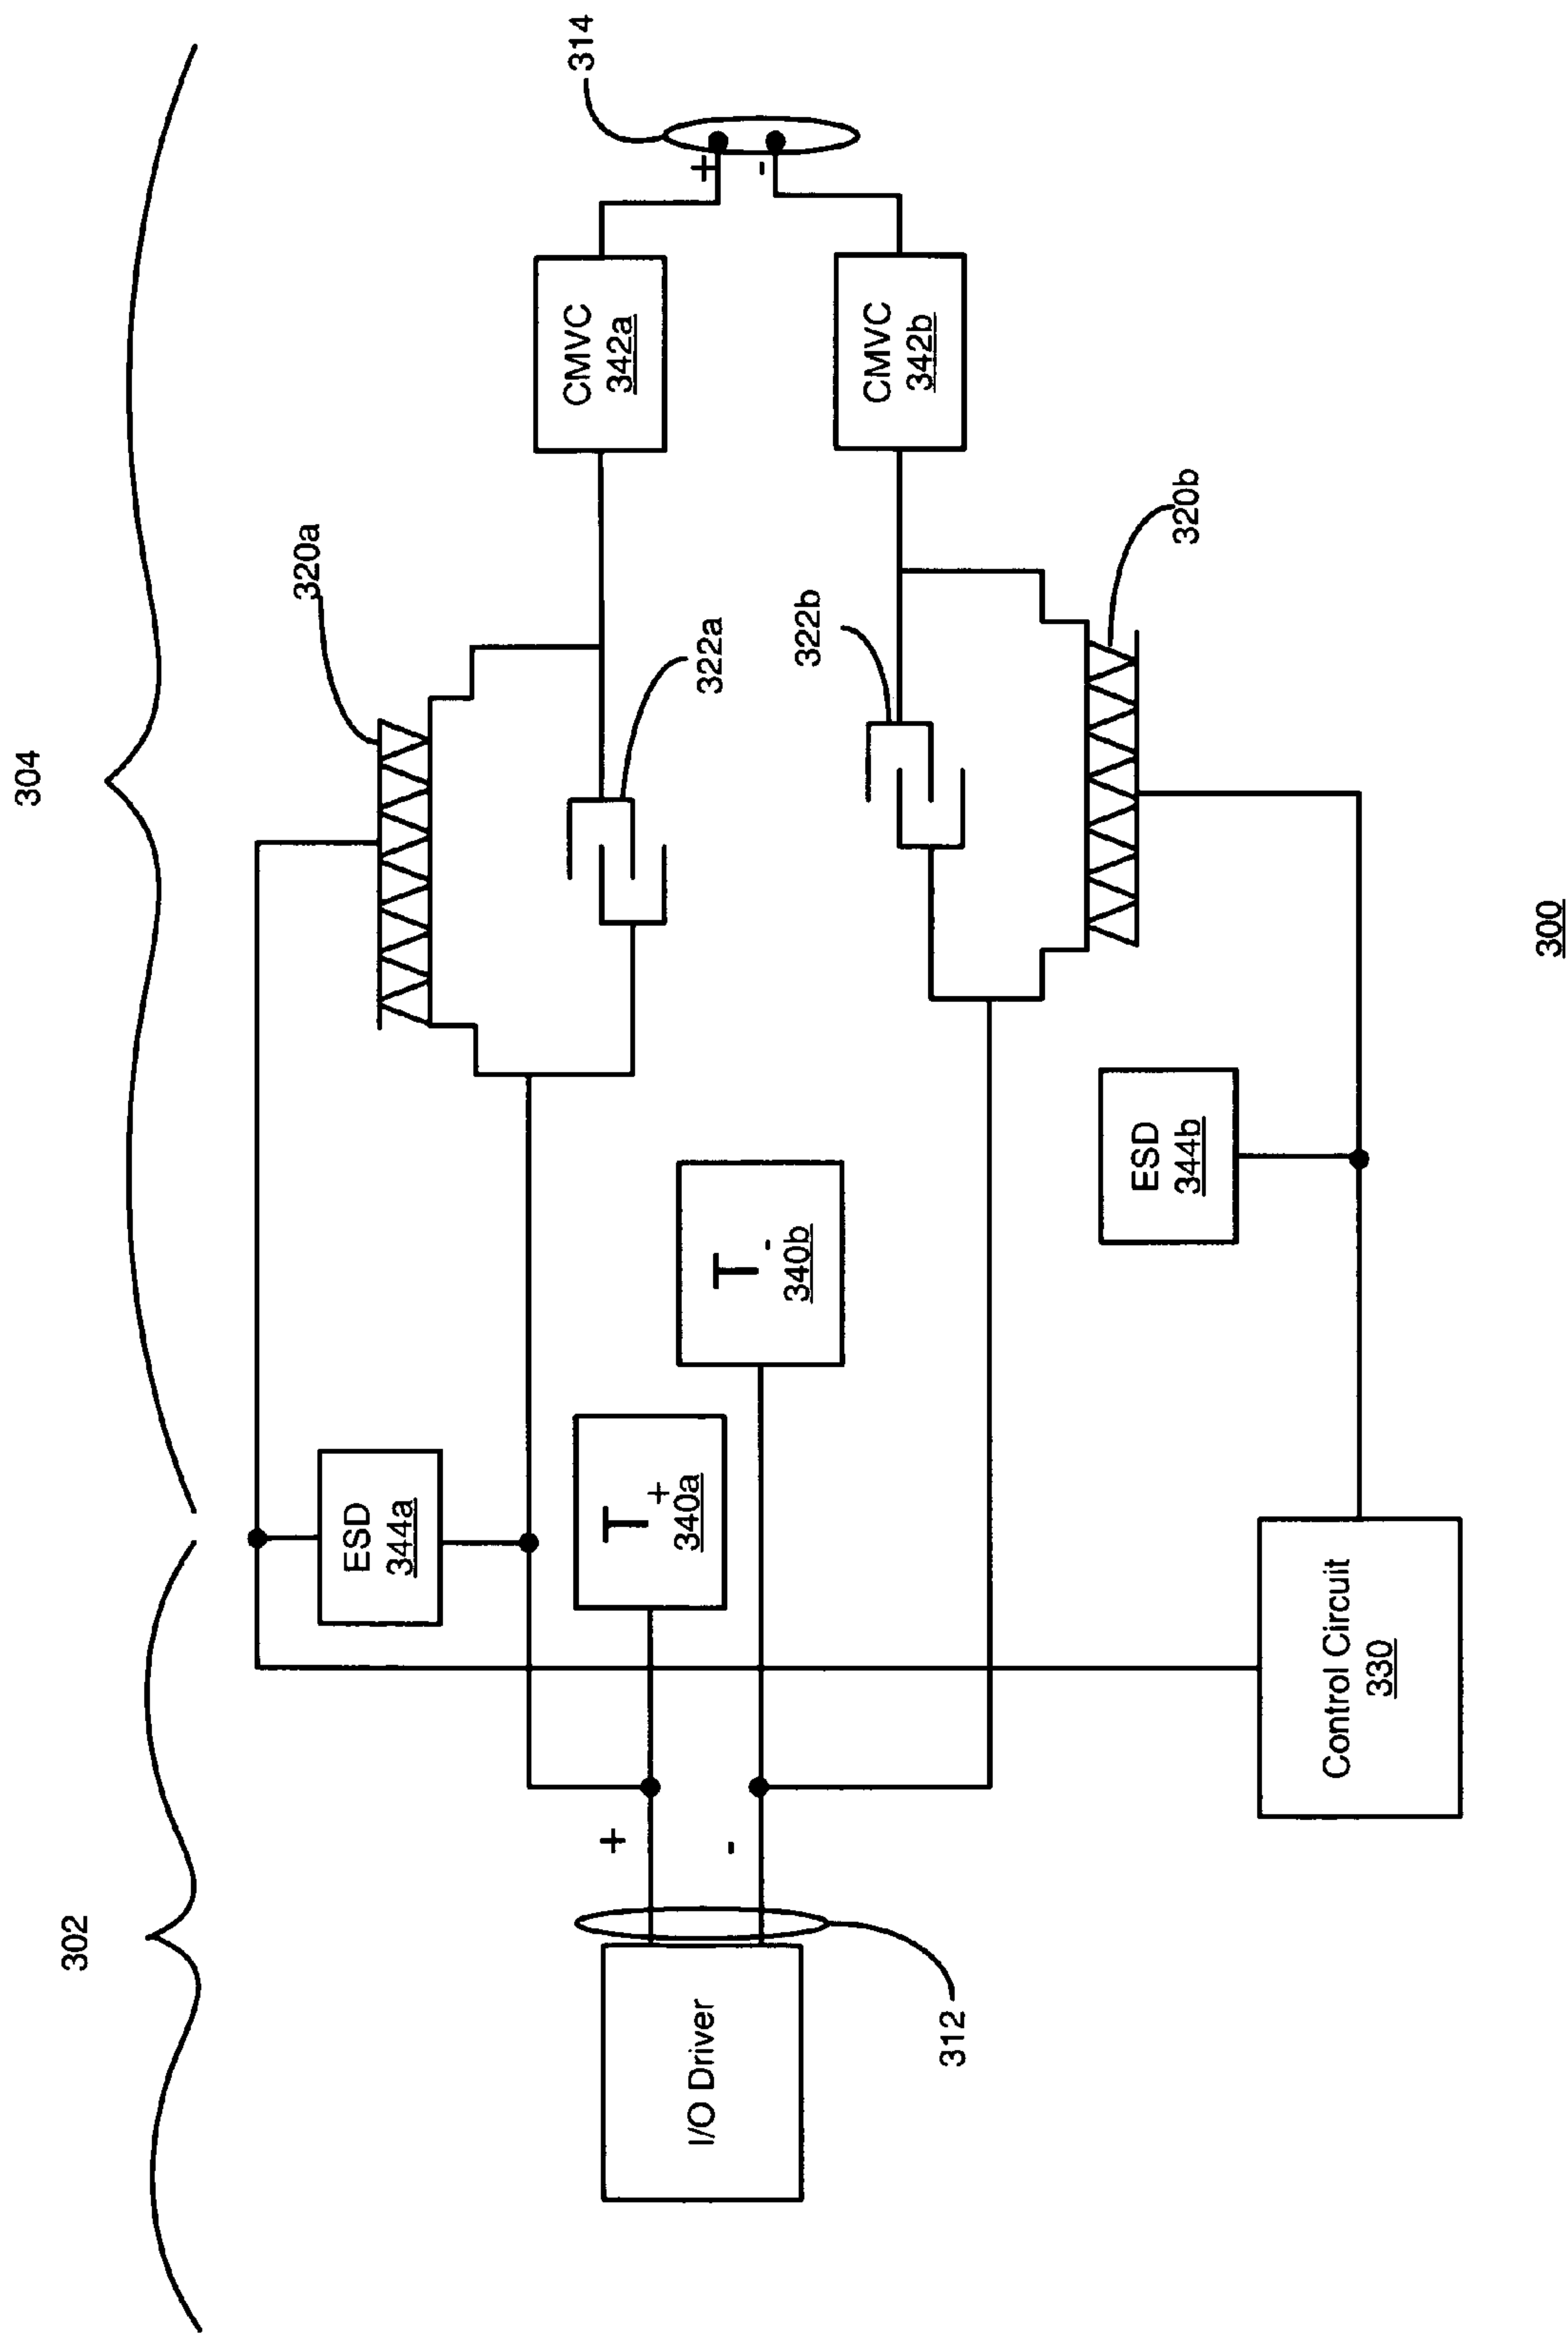 304
302
314
320a
CMVC
342a
322a
ESD
344a
T+
340a
+
-
+
-
T-
340b
CMVC
342b
322b
320b
I/O Driver
312
ESD
344b
Control Circuit
330
300